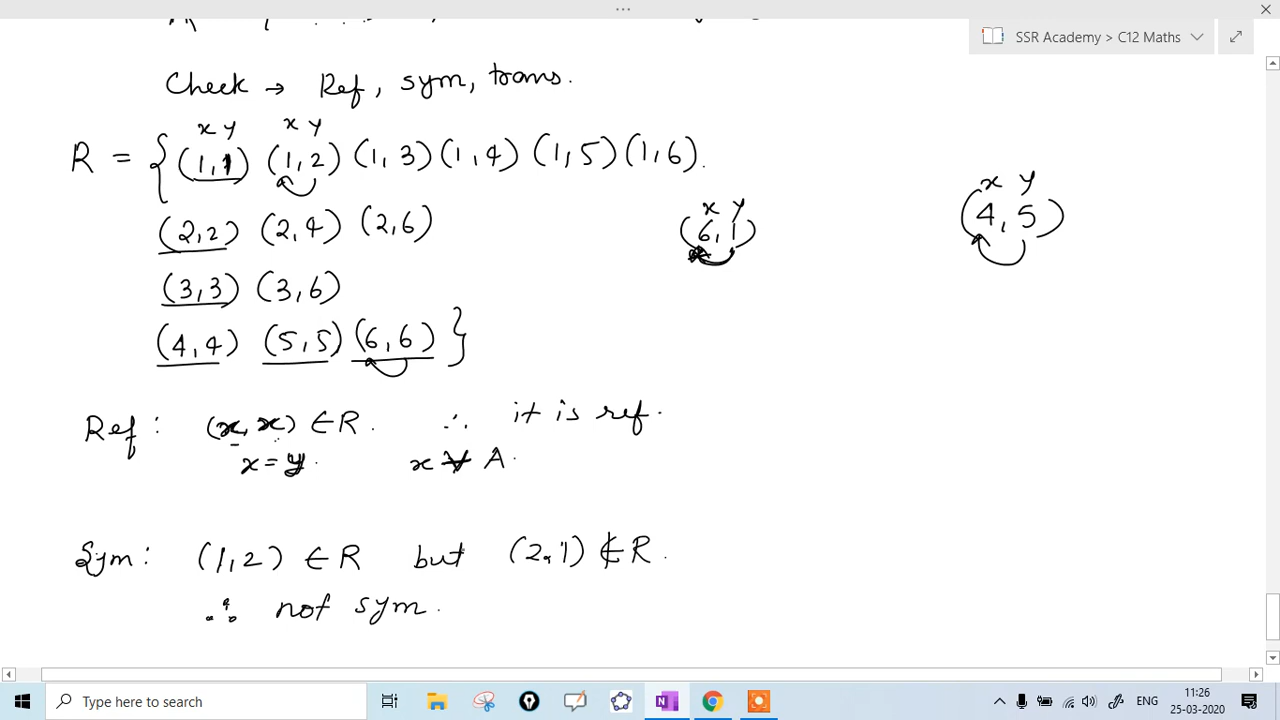 SSR Academy > C12 Maths
Check → Ref, sym, trans.
x y x y
R = { (1,1) (1,2) (1,3) (1,4) (1,5) (1,6).
x y
(4,5)
x y
(6,1)
(2,2) (2,4) (2,6)
(3,3) (3,6)
(4,4) (5,5) (6,6) }
Ref : (x, x) ∈ R. ∴ it is ref.
x = y. x ∀ A.
Sym : (1,2) ∈ R but (2,1) ∉ R.
∴ not sym.
Type here to search
11:26
25-03-2020